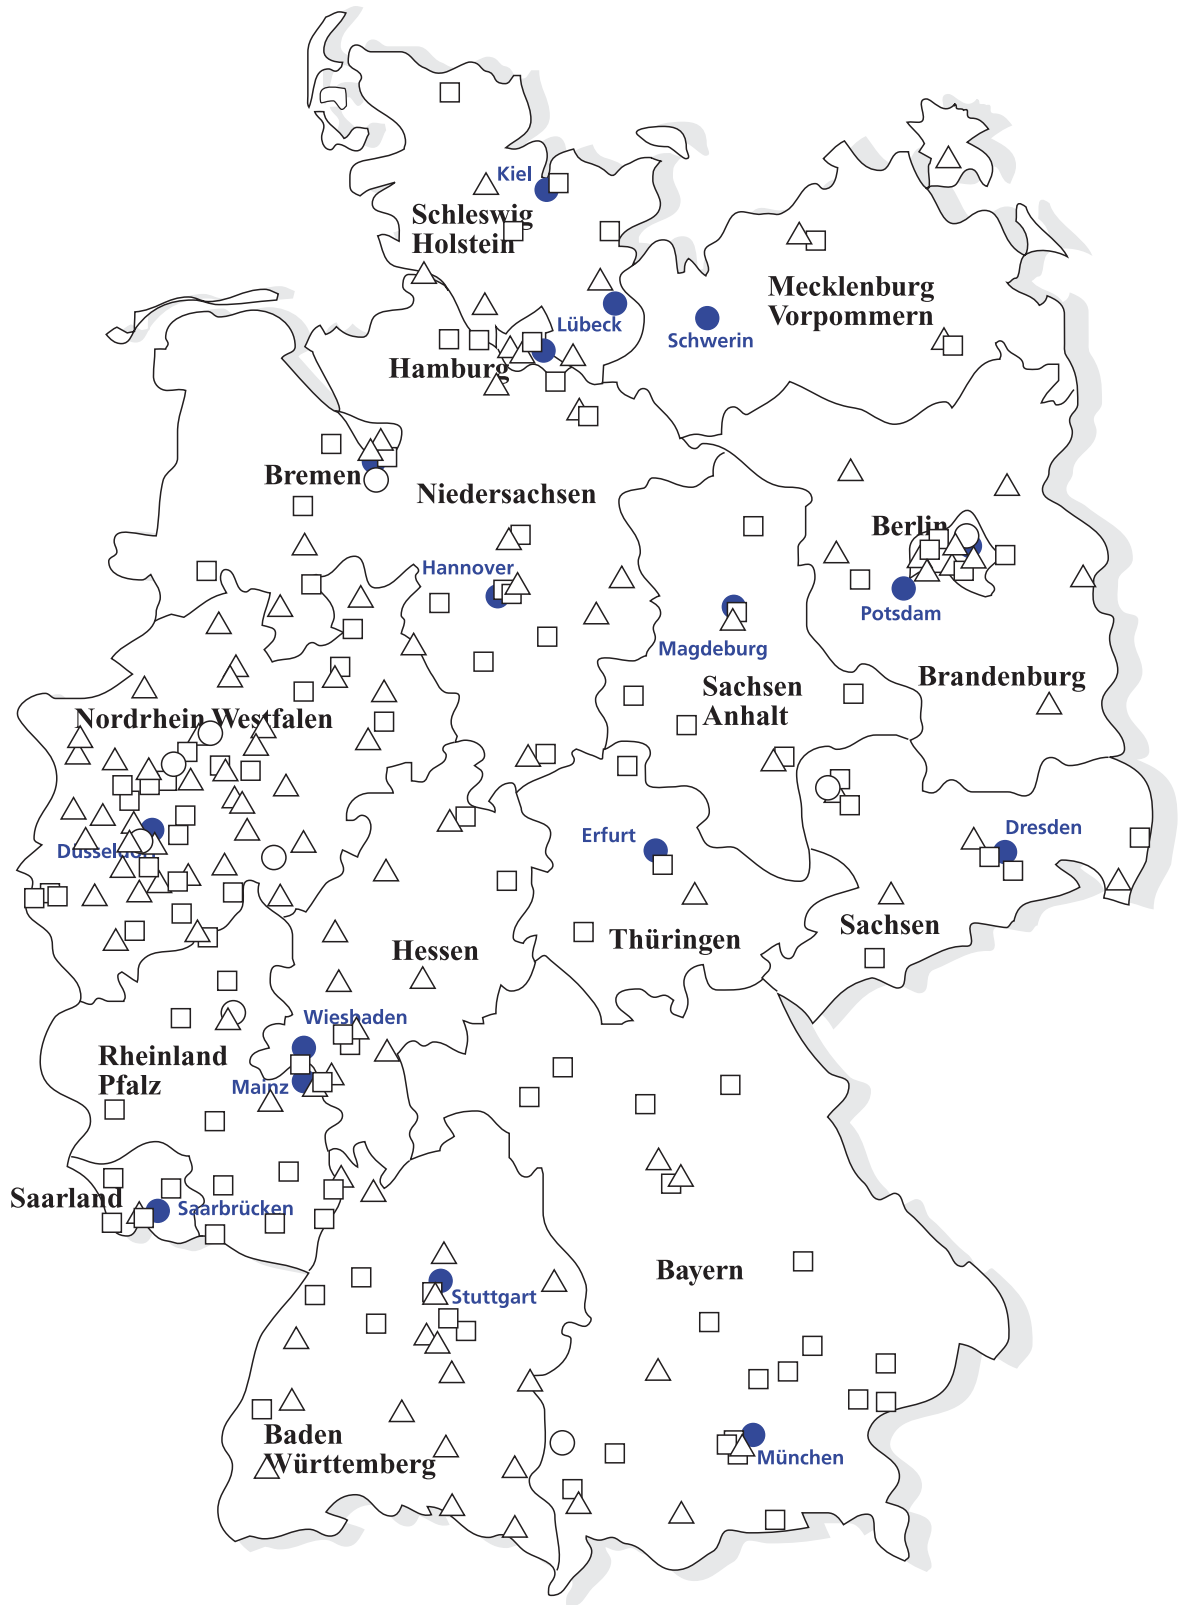 Kiel
Schleswig
Holstein
Mecklenburg
Vorpommern
Lübeck
Schwerin
Hamburg
Bremen
Niedersachsen
Berlin
Hannover
Potsdam
Magdeburg
Sachsen
Anhalt
Brandenburg
Nordrhein Westfalen
Erfurt
Dresden
Düsseldorf
Sachsen
Thüringen
Hessen
Wiesbaden
Rheinland
Pfalz
Mainz
Saarland
Saarbrücken
Bayern
Stuttgart
Baden
Württemberg
München